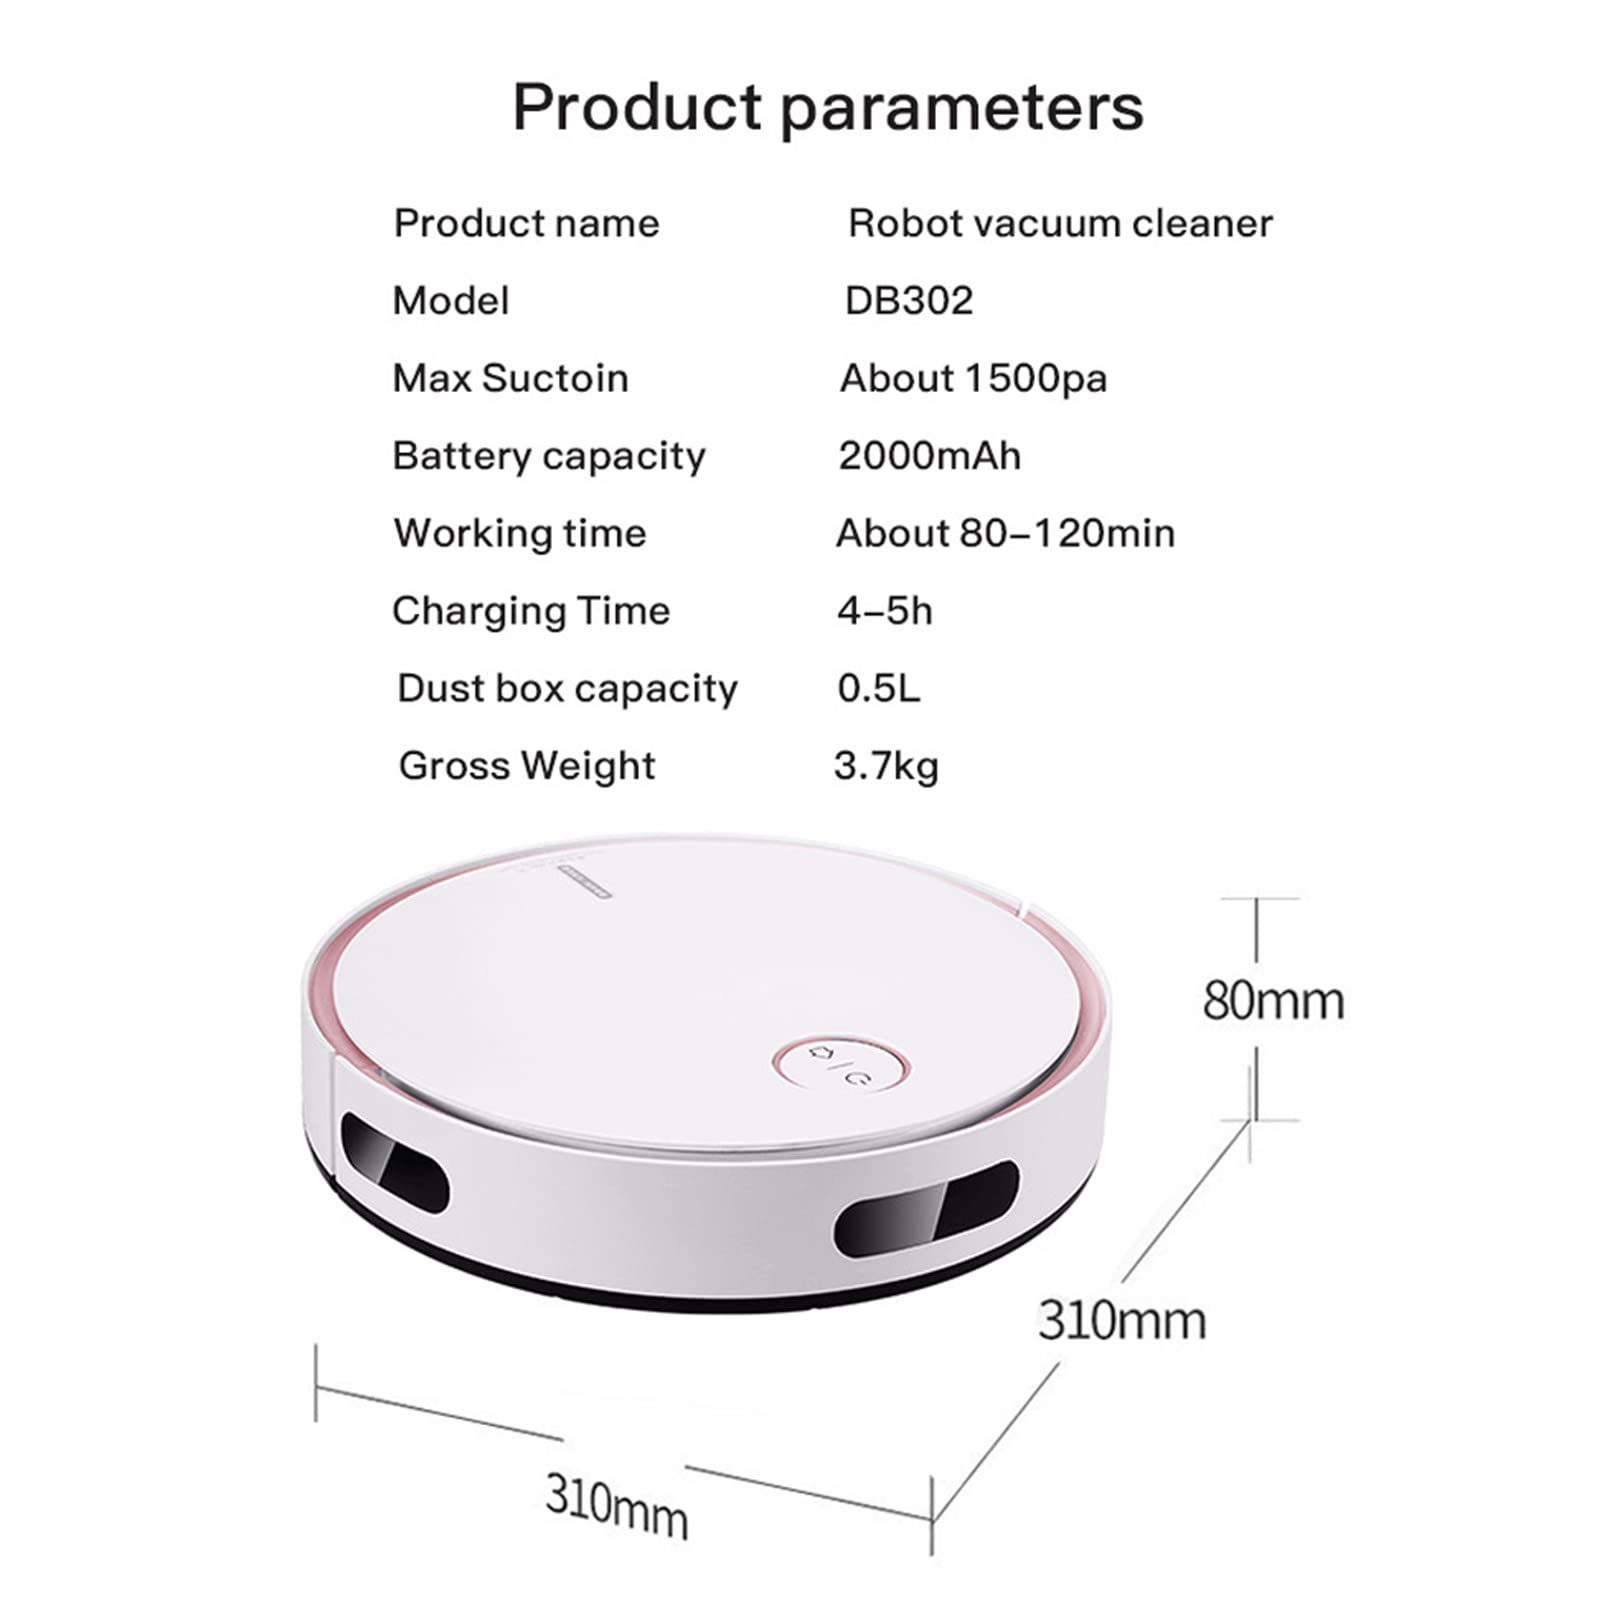 Product parameters
Product name Robot vacuum cleaner
Model DB302
Max Suctoin About 1500pa
Battery capacity 2000mAh
Working time About 80–120min
Charging Time 4–5h
Dust box capacity 0.5L
Gross Weight 3.7kg
80mm
310mm
310mm